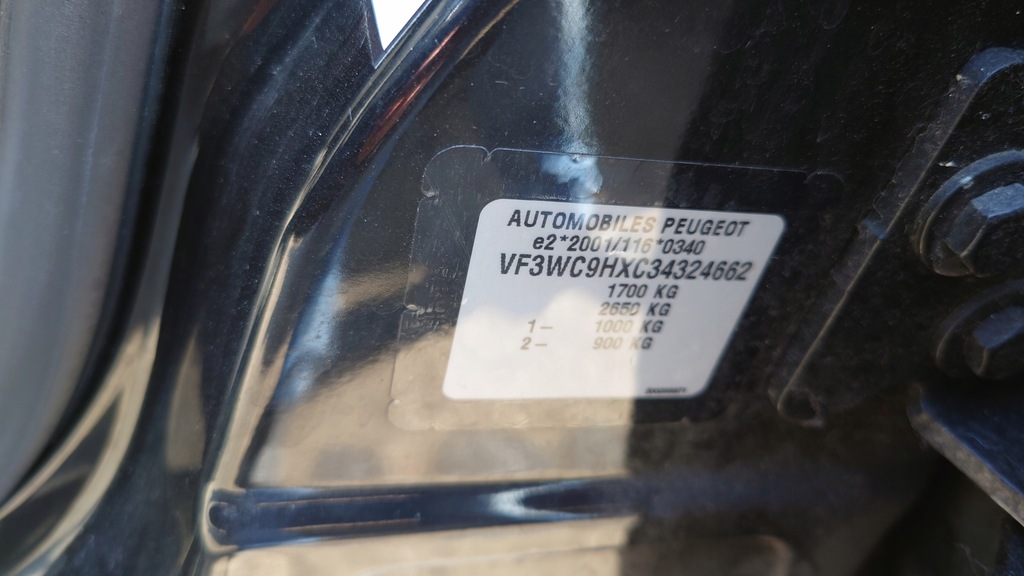 AUTOMOBILES PEUGEOT
e2*2001/116*0340
VF3WC9HXC34324662
1700 KG
2650 KG
1- 1000 KG
2- 900 KG